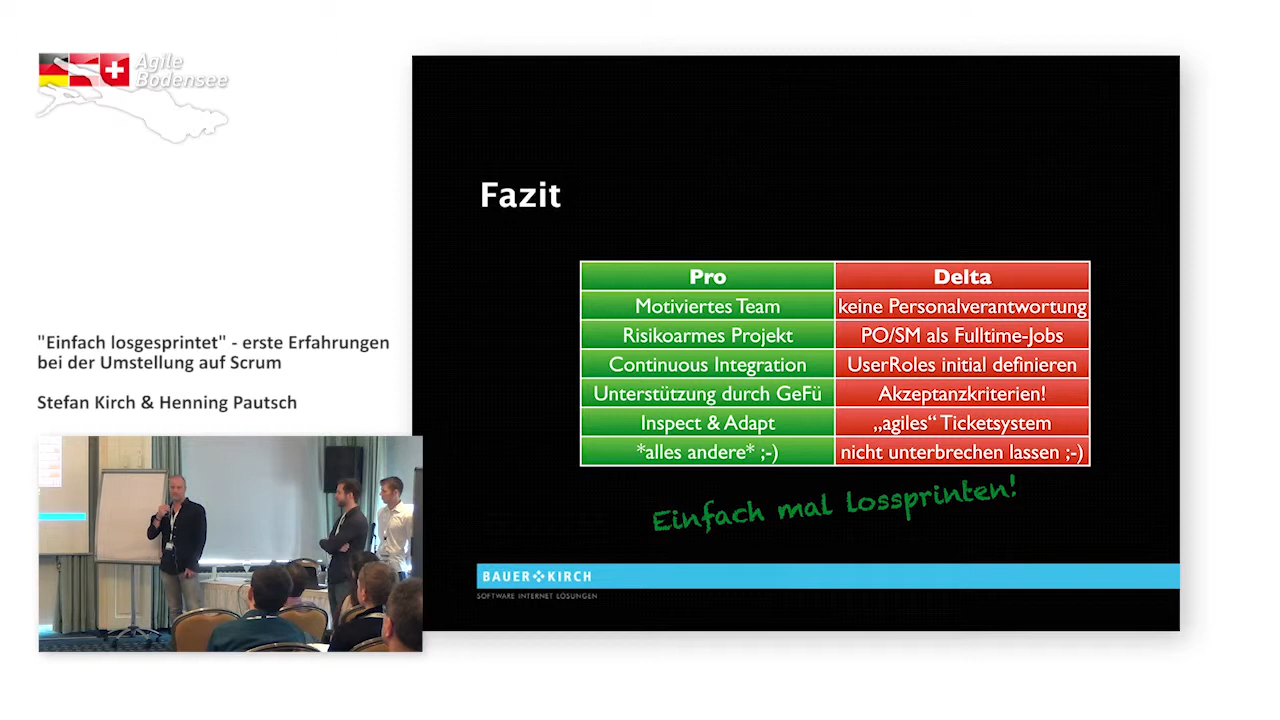 Agile
Bodensee
"Einfach losgesprintet" - erste Erfahrungen
bei der Umstellung auf Scrum
Stefan Kirch & Henning Pautsch
Fazit
Pro Delta
Motiviertes Team keine Personalverantwortung
Risikoarmes Projekt PO/SM als Fulltime-Jobs
Continuous Integration UserRoles initial definieren
Unterstützung durch GeFü Akzeptanzkriterien!
Inspect & Adapt „agiles“ Ticketsystem
*alles andere* ;-) nicht unterbrechen lassen ;-)
Einfach mal lossprinten!
BAUER KIRCH
SOFTWARE INTERNET LÖSUNGEN